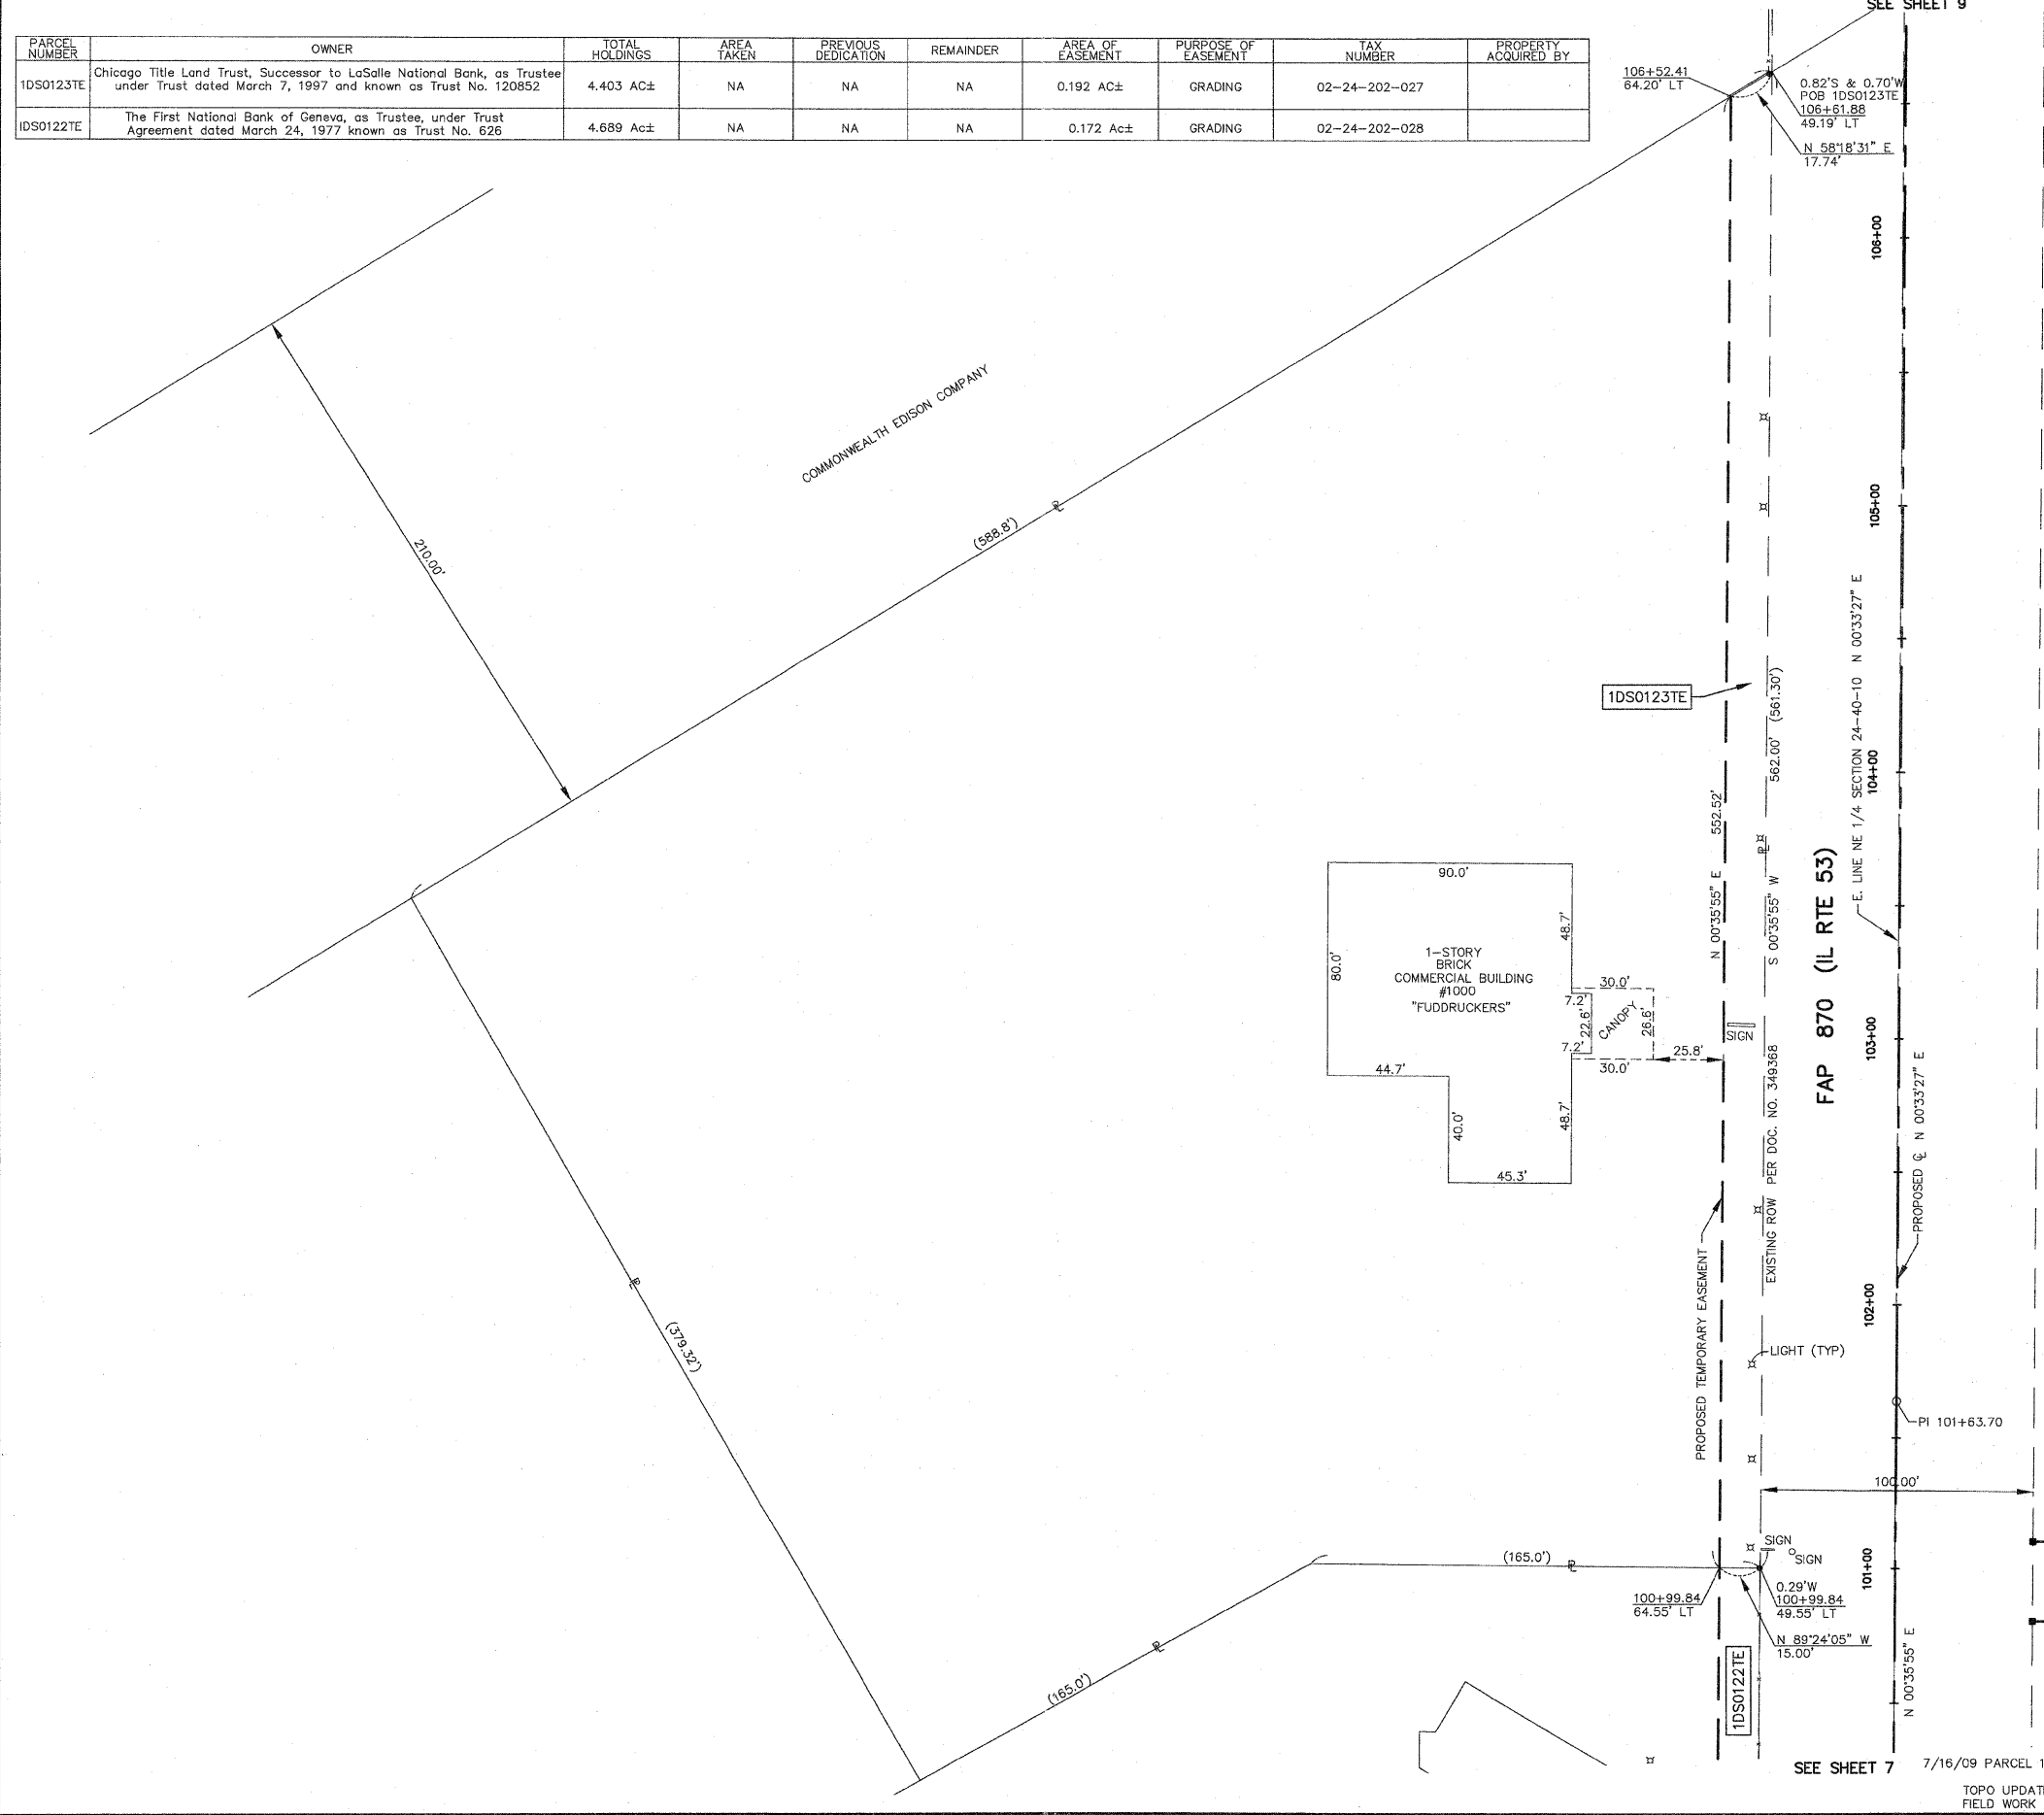 SEE SHEET 9
PARCEL NUMBER OWNER TOTAL HOLDINGS AREA TAKEN PREVIOUS DEDICATION REMAINDER AREA OF EASEMENT PURPOSE OF EASEMENT TAX NUMBER PROPERTY ACQUIRED BY
1DS0123TE Chicago Title Land Trust, Successor to LaSalle National Bank, as Trustee under Trust dated March 7, 1997 and known as Trust No. 120852 4.403 AC± NA NA NA 0.192 AC± GRADING 02-24-202-027
1DS0122TE The First National Bank of Geneva, as Trustee, under Trust Agreement dated March 24, 1977 known as Trust No. 626 4.689 Ac± NA NA NA 0.172 Ac± GRADING 02-24-202-028
106+52.41
64.20' LT
0.82'S & 0.70'W
POB 1DS0123TE
106+61.88
49.19' LT
N 58°18'31" E
17.74'
106+00
COMMONWEALTH EDISON COMPANY
210.00'
(588.8')
105+00
E. LINE NE 1/4 SECTION 24-40-10 N 00°33'27" E
1DS0123TE
562.00' (561.30')
S 00°35'55" W
N 00°35'55" E 552.52'
104+00
FAP 870 (IL RTE 53)
90.0'
48.7'
80.0'
1-STORY
BRICK
COMMERCIAL BUILDING
#1000
"FUDDRUCKERS"
30.0'
7.2'
22.6'
CANOPY
26.6'
7.2'
30.0'
25.8'
SIGN
103+00
44.7'
40.0'
48.7'
45.3'
EXISTING ROW PER DOC. NO. 349368
PROPOSED ℄ N 00°33'27" E
PROPOSED TEMPORARY EASEMENT
102+00
(379.32')
LIGHT (TYP)
PI 101+63.70
100.00'
SIGN
SIGN
(165.0')
101+00
100+99.84
64.55' LT
0.29'W
100+99.84
49.55' LT
N 89°24'05" W
15.00'
1DS0122TE
N 00°35'55" E
(165.0')
SEE SHEET 7
7/16/09 PARCEL
TOPO
FIELD WORK